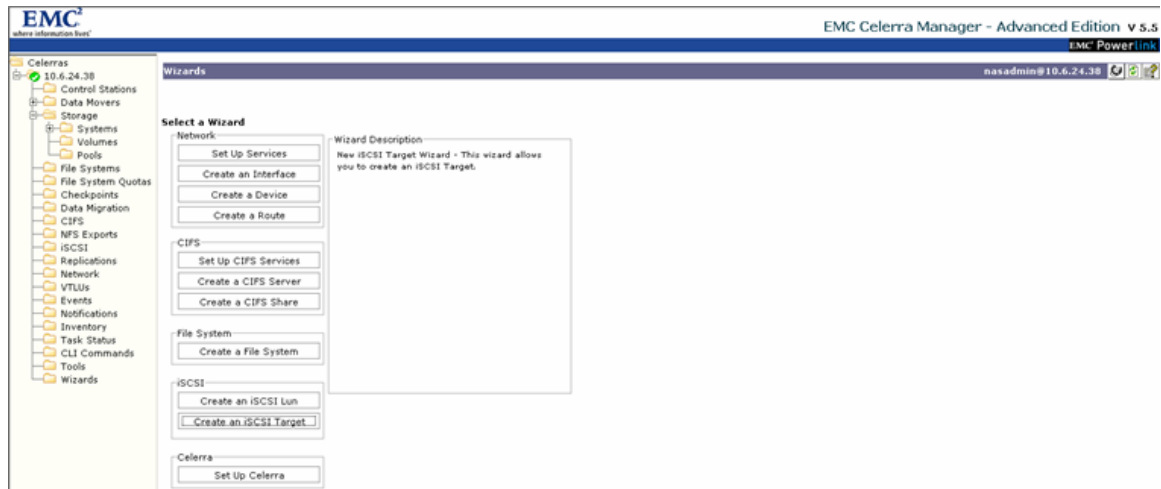 EMC²
where information lives®
EMC Celerra Manager - Advanced Edition v 5.5
EMC Powerlink
Celerras
10.6.24.38
Control Stations
Data Movers
Storage
Systems
Volumes
Pools
File Systems
File System Quotas
Checkpoints
Data Migration
CIFS
NFS Exports
iSCSI
Replications
Network
VTLUs
Events
Notifications
Inventory
Task Status
CLI Commands
Tools
Wizards
Wizards
nasadmin@10.6.24.38
Select a Wizard
Network
Set Up Services
Create an Interface
Create a Device
Create a Route
CIFS
Set Up CIFS Services
Create a CIFS Server
Create a CIFS Share
File System
Create a File System
iSCSI
Create an iSCSI Lun
Create an iSCSI Target
Celerra
Set Up Celerra
Wizard Description
New iSCSI Target Wizard - This wizard allows
you to create an iSCSI Target.